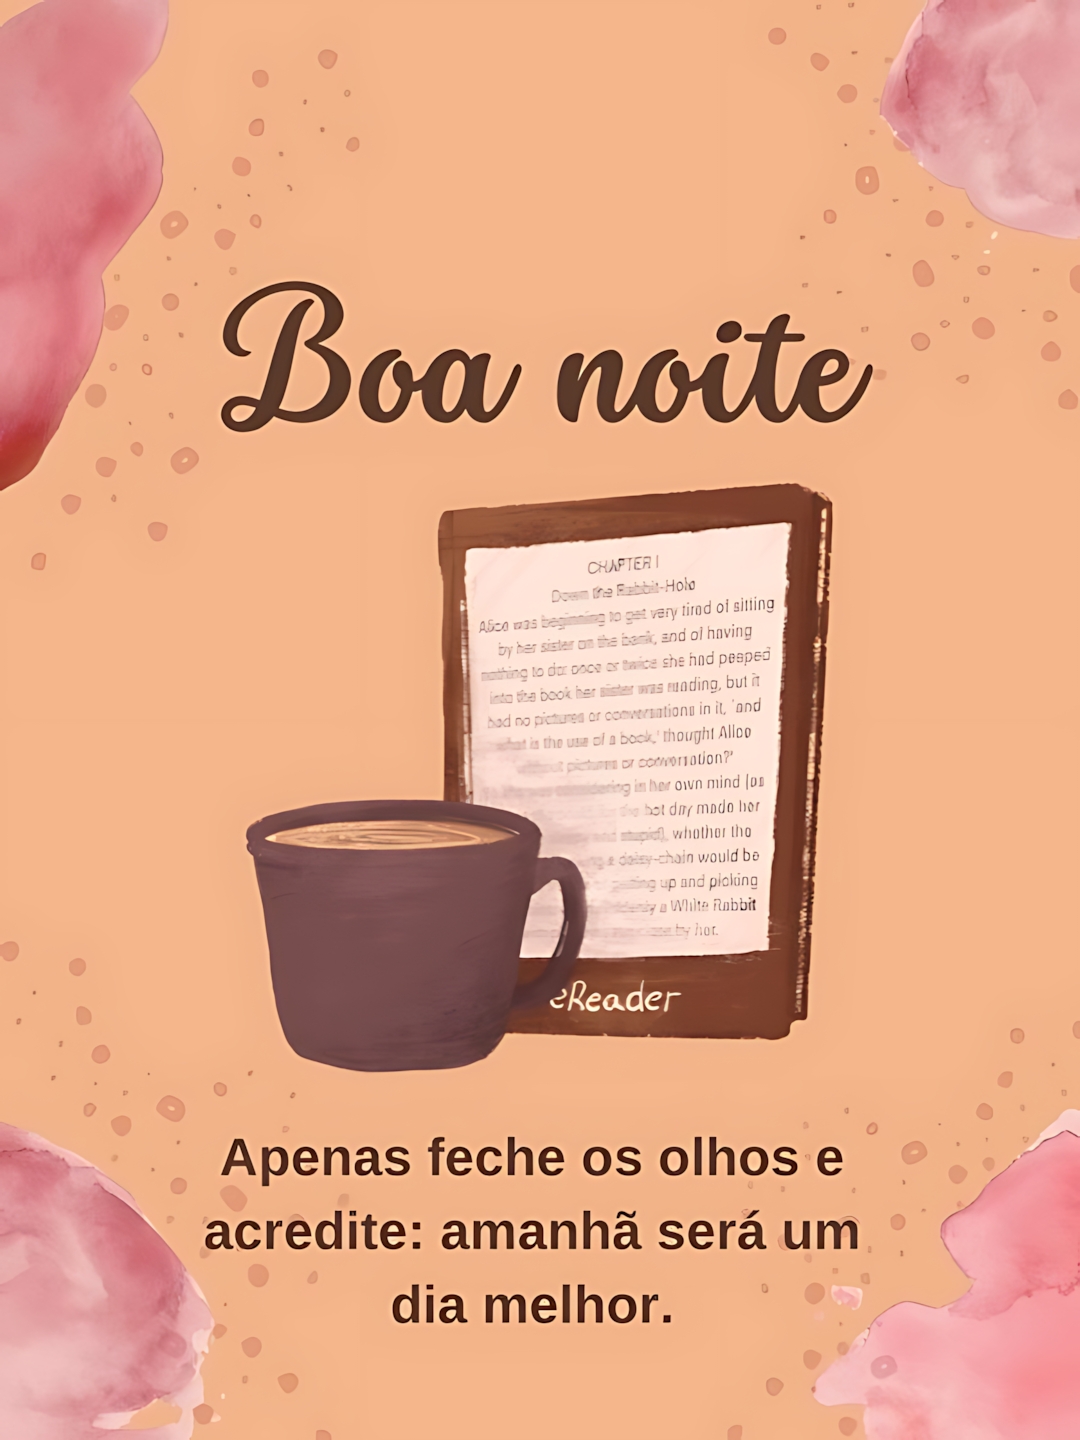 Boa noite
CHAPTER I
Down the Rabbit-Hole
Alice was beginning to get very tired of sitting
by her sister on the bank, and of having
nothing to do: once or twice she had peeped
into the book her sister was reading, but it
had no pictures or conversations in it, 'and
what is the use of a book,' thought Alice
without pictures or conversation?'
considering in her own mind (as
the hot day made her
and stupid), whether the
a daisy-chain would be
getting up and picking
a White Rabbit
by her.
eReader
Apenas feche os olhos e
acredite: amanhã será um
dia melhor.